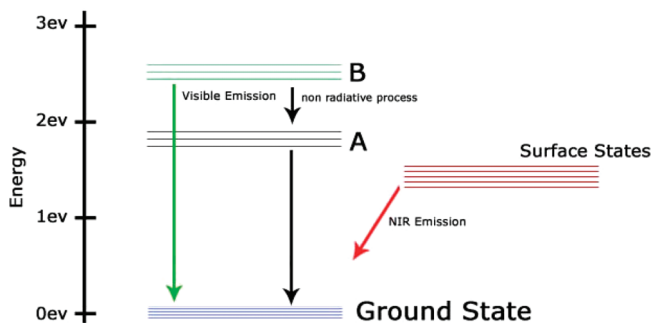 3ev
B
Visible Emission
non radiative process
2ev
A
Surface States
Energy
1ev
NIR Emission
0ev
Ground State